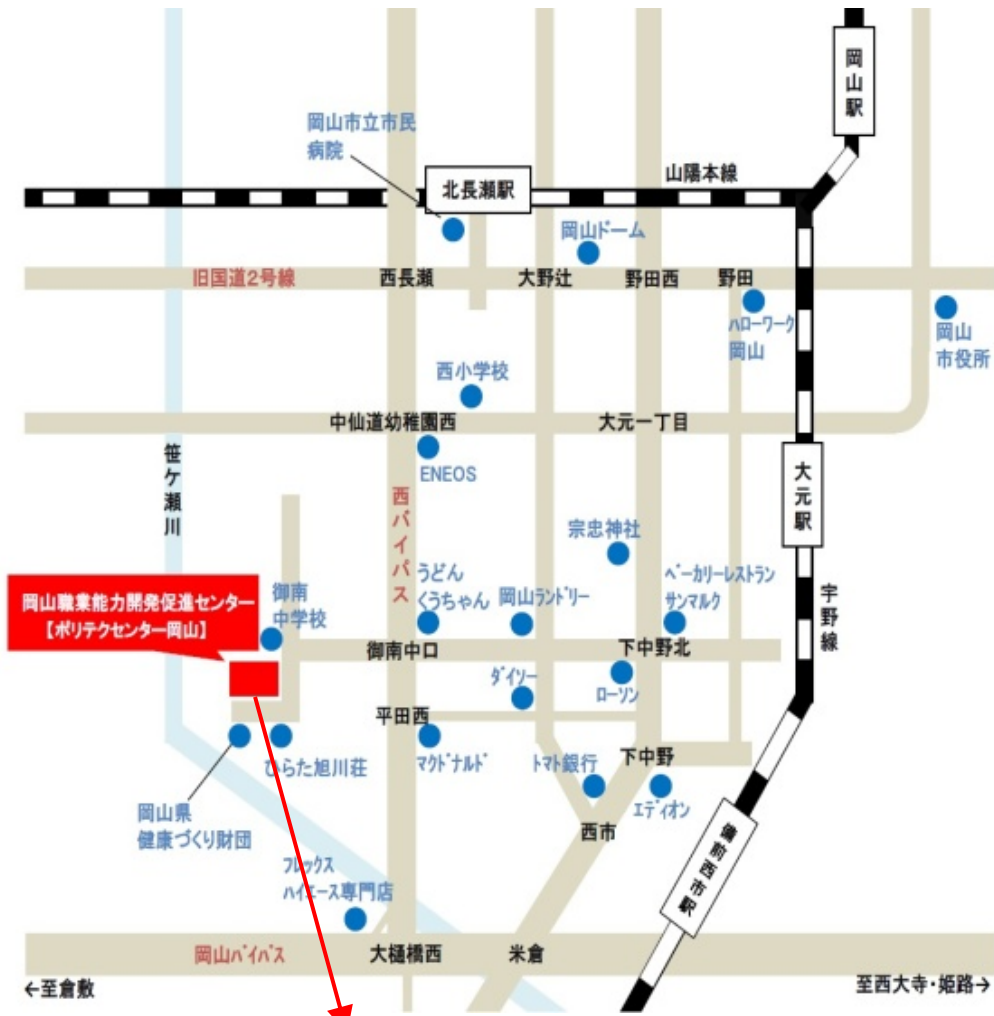 岡山駅
岡山市立市民
病院
山陽本線
北長瀬駅
岡山ドーム
旧国道2号線
西長瀬
大野辻
野田西
野田
ハローワーク
岡山
岡山
市役所
西小学校
中仙道幼稚園西
大元一丁目
ENEOS
笹ケ瀬川
大元駅
西バイパス
宗忠神社
うどん
くうちゃん
岡山ランドリー
ベーカリーレストラン
サンマルク
宇野線
岡山職業能力開発促進センター
【ポリテクセンター岡山】
御南
中学校
御南中口
下中野北
ダイソー
ローソン
平田西
ひらた旭川荘
マクドナルド
トマト銀行
下中野
エディオン
岡山県
健康づくり財団
西市
備前西市駅
フレックス
ハイエース専門店
岡山バイパス
大樋橋西
米倉
←至倉敷
至西大寺・姫路→